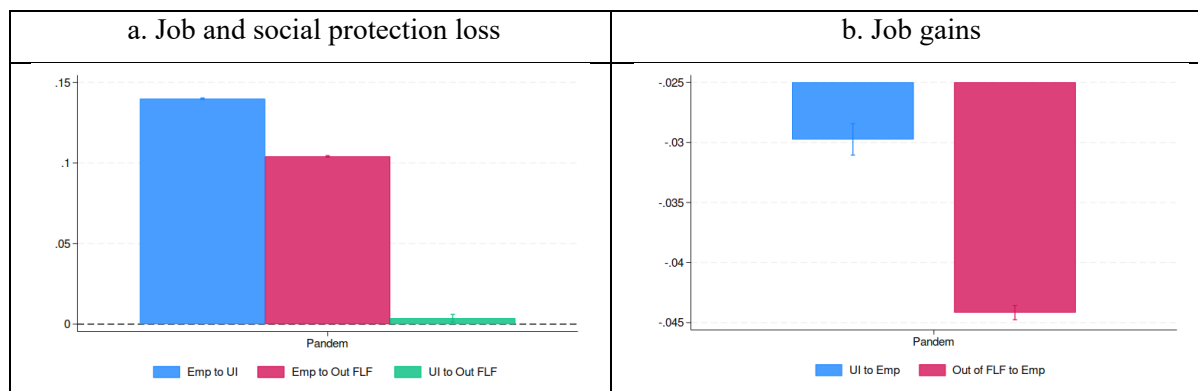 a. Job and social protection loss
b. Job gains
.15
.1
.05
0
Pandem
Emp to UI
Emp to Out FLF
UI to Out FLF
-.025
-.03
-.035
-.04
-.045
Pandem
UI to Emp
Out of FLF to Emp